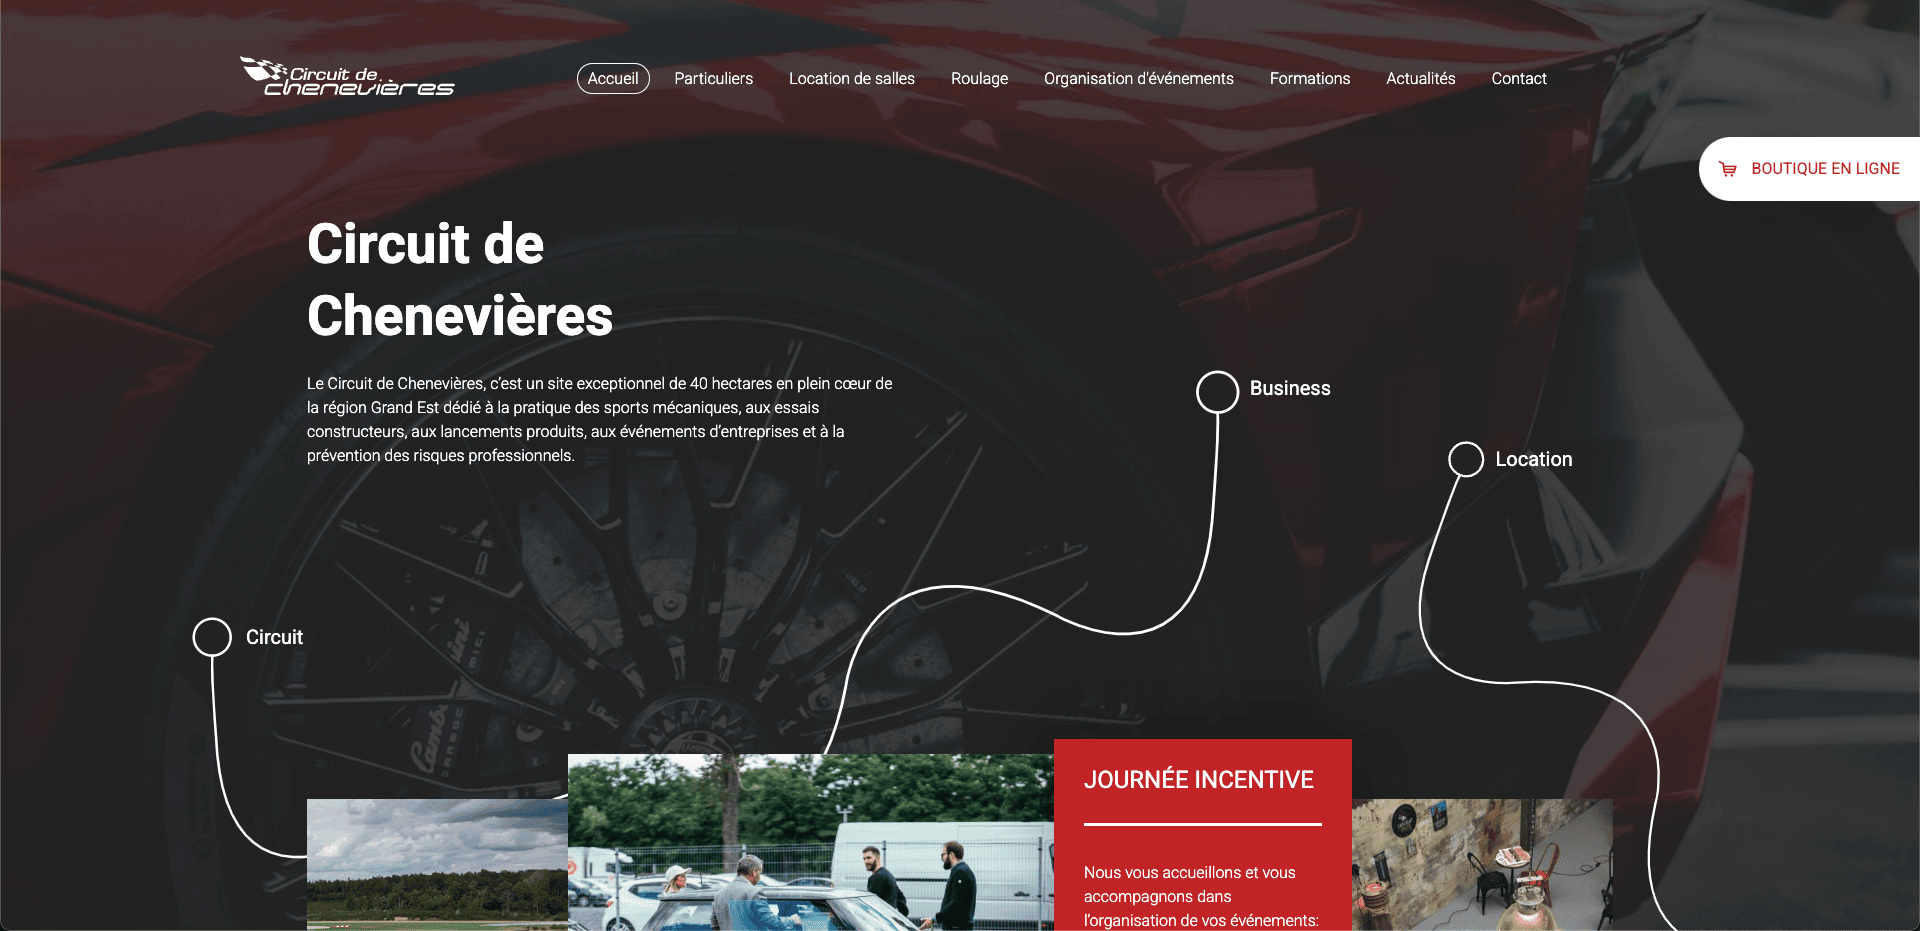 Circuit de
chenevières
Accueil
Particuliers
Location de salles
Roulage
Organisation d'événements
Formations
Actualités
Contact
BOUTIQUE EN LIGNE
Circuit de
Chenevières
Le Circuit de Chenevières, c’est un site exceptionnel de 40 hectares en plein cœur de
la région Grand Est dédié à la pratique des sports mécaniques, aux essais
constructeurs, aux lancements produits, aux événements d’entreprises et à la
prévention des risques professionnels.
Business
Location
Circuit
Lamborghini
JOURNÉE INCENTIVE
Nous vous accueillons et vous
accompagnons dans
l’organisation de vos événements: